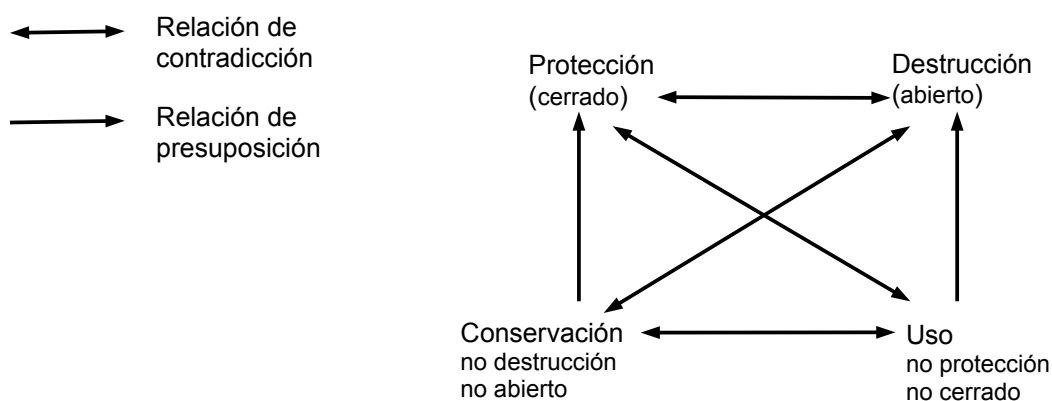 Relación de
contradicción
Relación de
presuposición
Protección
(cerrado)
Destrucción
(abierto)
Conservación
no destrucción
no abierto
Uso
no protección
no cerrado